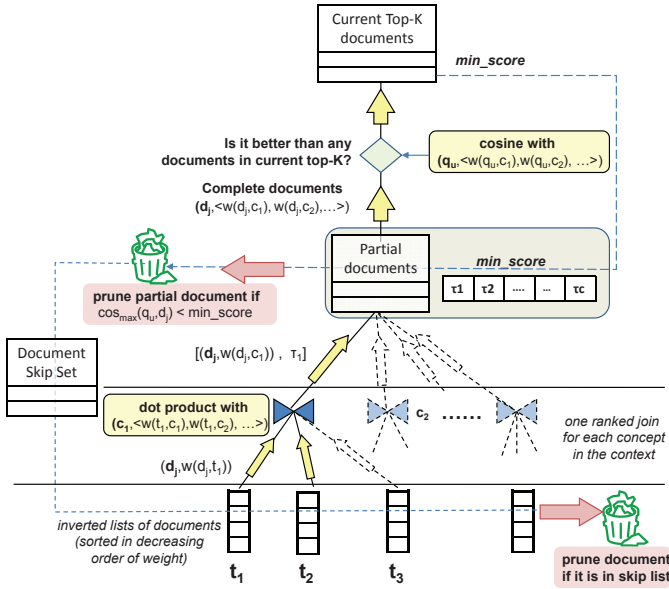 Current Top-K
documents
min_score
Is it better than any
documents in current top-K?
cosine with
(qᵤ,<w(qᵤ,c₁),w(qᵤ,c₂), ...>)
Complete documents
(dⱼ,<w(dⱼ,c₁), w(dⱼ,c₂),...>)
Partial
documents
min_score
τ1 τ2 .... ... τc
prune partial document if
cosₘₐₓ(qᵤ,dⱼ) < min_score
Document
Skip Set
[(dⱼ,w(dⱼ,c₁)) , τ₁]
dot product with
(c₁,<w(t₁,c₁),w(t₁,c₂), ...>)
c₂ ......
one ranked join
for each concept
in the context
(dⱼ,w(dⱼ,t₁))
inverted lists of documents
(sorted in decreasing
order of weight)
t₁ t₂ t₃
prune document
if it is in skip list